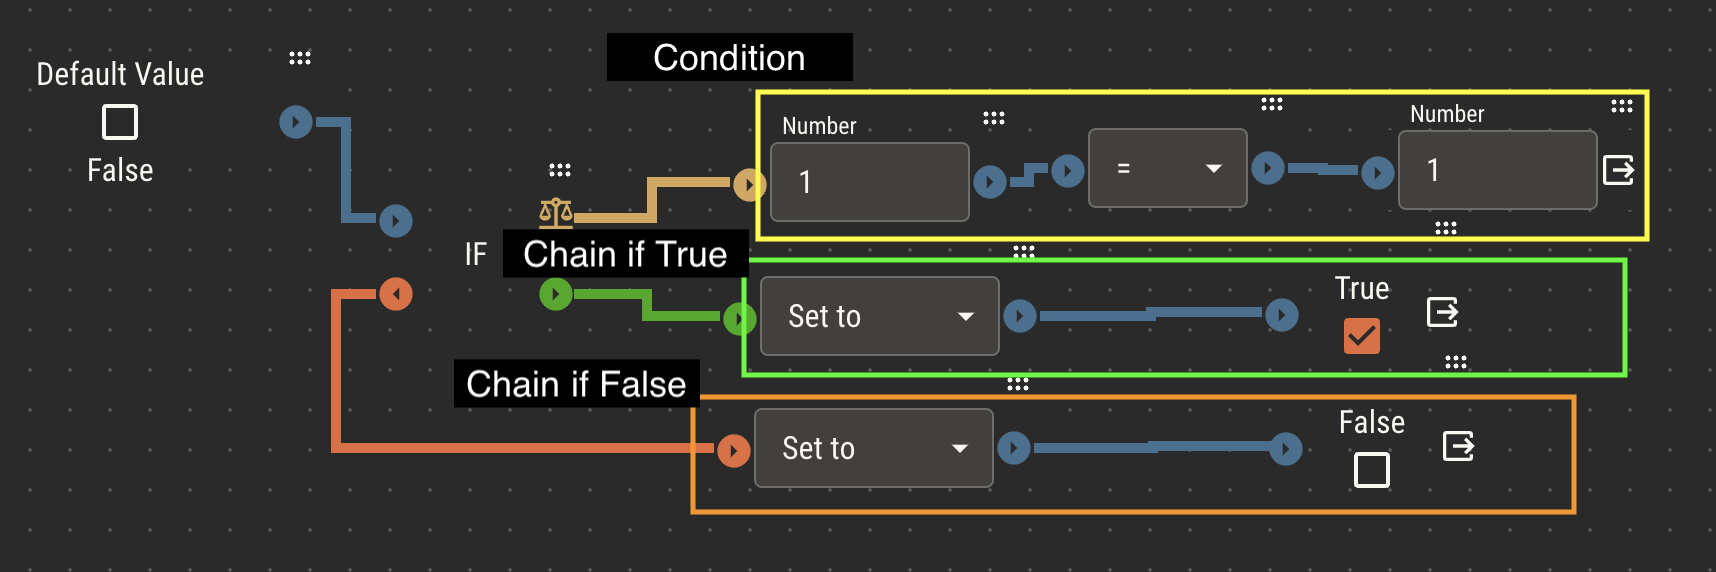 Default Value
False
Condition
Number
1
=
Number
1
IF
Chain if True
Set to
True
Chain if False
Set to
False